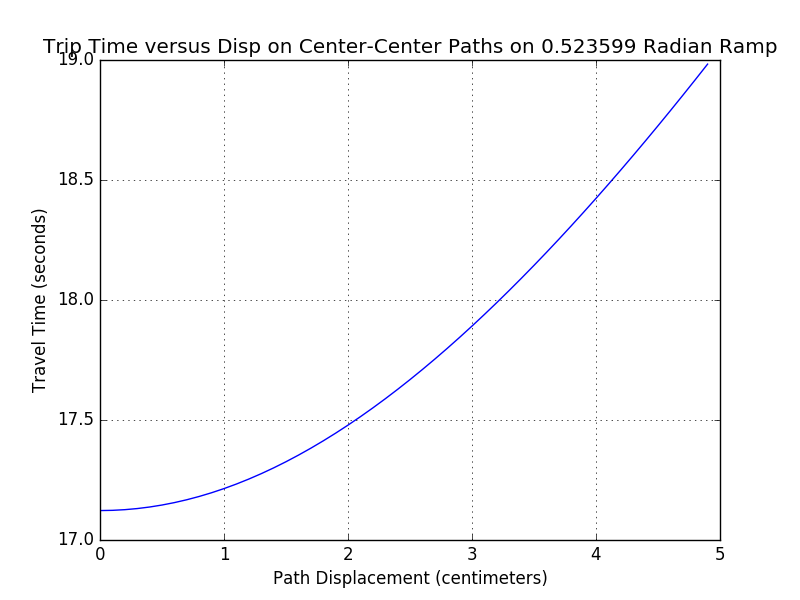 Trip Time versus Disp on Center-Center Paths on 0.523599 Radian Ramp
19.0
18.5
18.0
17.5
17.0
Travel Time (seconds)
0 1 2 3 4 5
Path Displacement (centimeters)